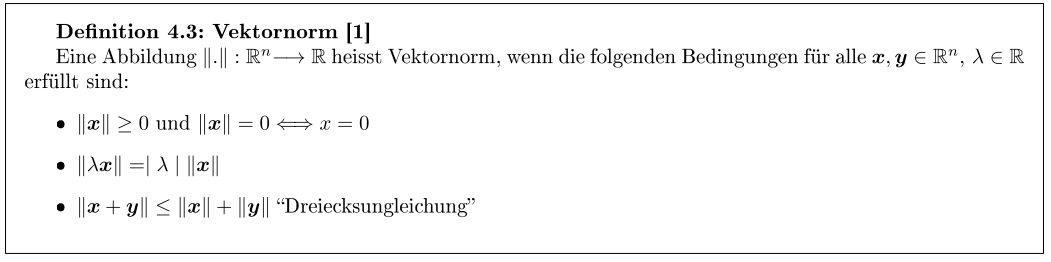 Definition 4.3: Vektornorm [1]
Eine Abbildung ‖.‖ : ℝⁿ ⟶ ℝ heisst Vektornorm, wenn die folgenden Bedingungen für alle x, y ∈ ℝⁿ, λ ∈ ℝ
erfüllt sind:
• ‖x‖ ≥ 0 und ‖x‖ = 0 ⟺ x = 0
• ‖λx‖ =| λ | ‖x‖
• ‖x + y‖ ≤ ‖x‖ + ‖y‖ “Dreiecksungleichung”